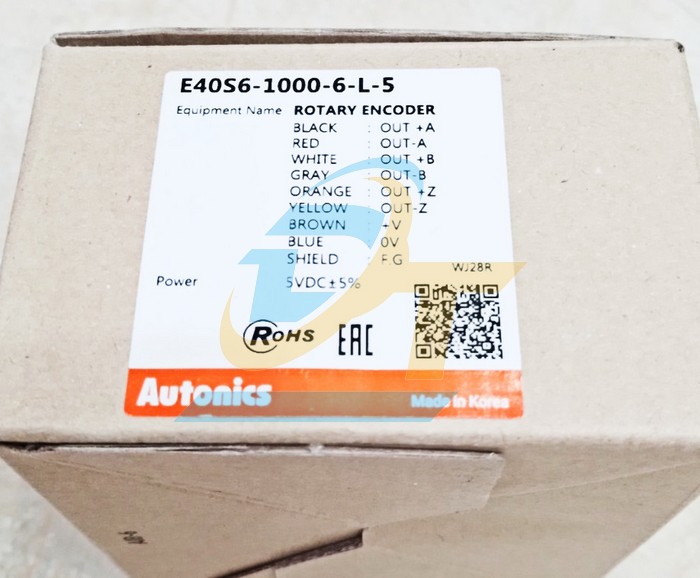 E40S6-1000-6-L-5
Equipment Name ROTARY ENCODER
BLACK : OUT +A
RED : OUT-A
WHITE : OUT +B
GRAY : OUT-B
ORANGE : OUT +Z
YELLOW : OUT-Z
BROWN : +V
BLUE : 0V
SHIELD : F.G
WJ28R
Power 5VDC±5%
RoHS EAC
Autonics Made in Korea